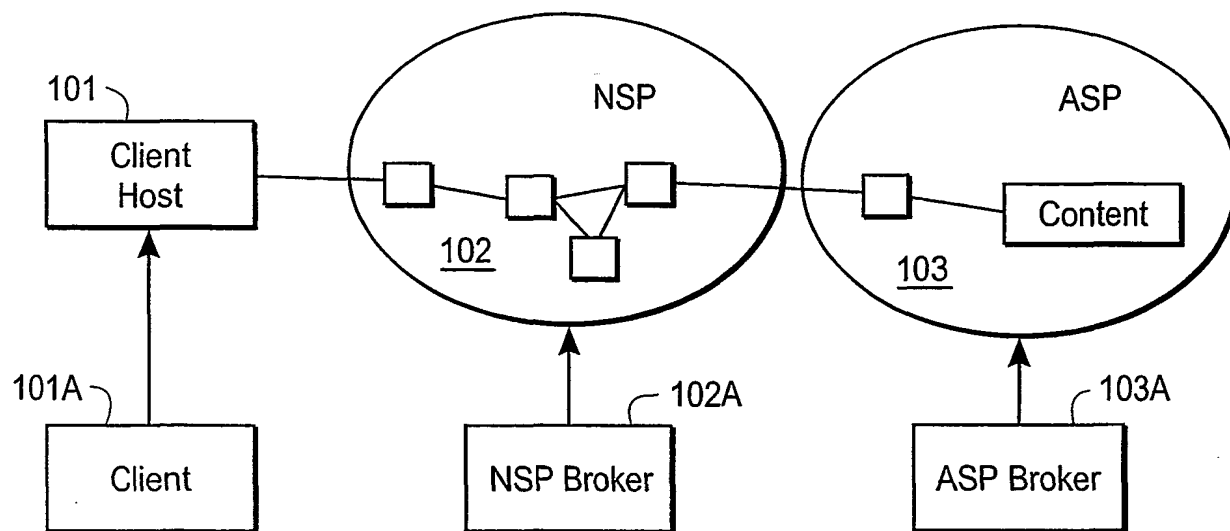 101
Client
Host
NSP
102
ASP
Content
103
101A
Client
102A
NSP Broker
103A
ASP Broker